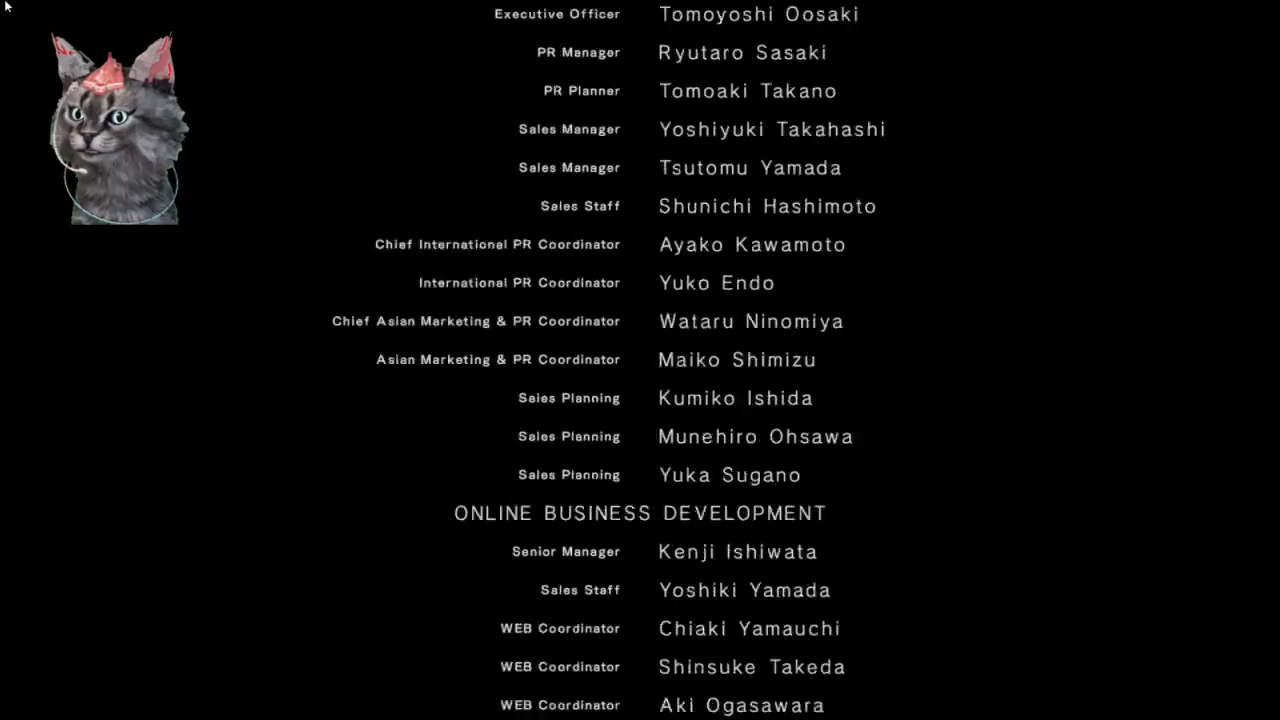 Executive Officer Tomoyoshi Oosaki
PR Manager Ryutaro Sasaki
PR Planner Tomoaki Takano
Sales Manager Yoshiyuki Takahashi
Sales Manager Tsutomu Yamada
Sales Staff Shunichi Hashimoto
Chief International PR Coordinator Ayako Kawamoto
International PR Coordinator Yuko Endo
Chief Asian Marketing & PR Coordinator Wataru Ninomiya
Asian Marketing & PR Coordinator Maiko Shimizu
Sales Planning Kumiko Ishida
Sales Planning Munehiro Ohsawa
Sales Planning Yuka Sugano
ONLINE BUSINESS DEVELOPMENT
Senior Manager Kenji Ishiwata
Sales Staff Yoshiki Yamada
WEB Coordinator Chiaki Yamauchi
WEB Coordinator Shinsuke Takeda
WEB Coordinator Aki Ogasawara